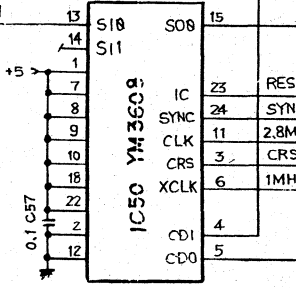 13 SI0 SO0 15
14 SI1
+5 1
7 IC 23 RES
8 SYNC 24 SYN
9 CLK 11 2.8M
10 CRS 3 CRS
18 XCLK 6 1MH
22
2 CDI 4
12 CDO 5
0.1 C57
IC50 YM3609